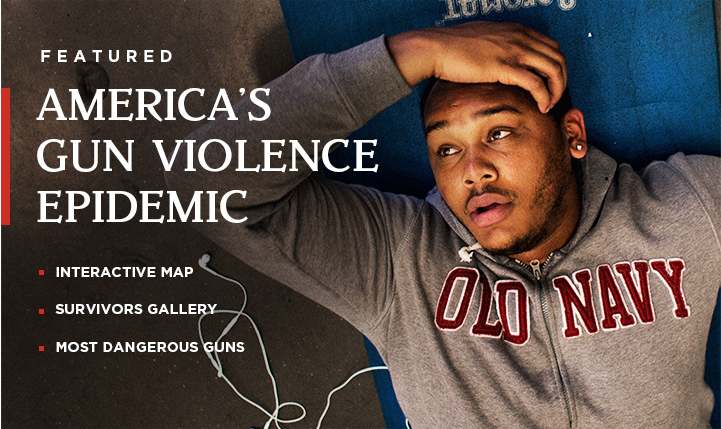 FEATURED
AMERICA'S
GUN VIOLENCE
EPIDEMIC
INTERACTIVE MAP
SURVIVORS GALLERY
MOST DANGEROUS GUNS
OLD NAVY